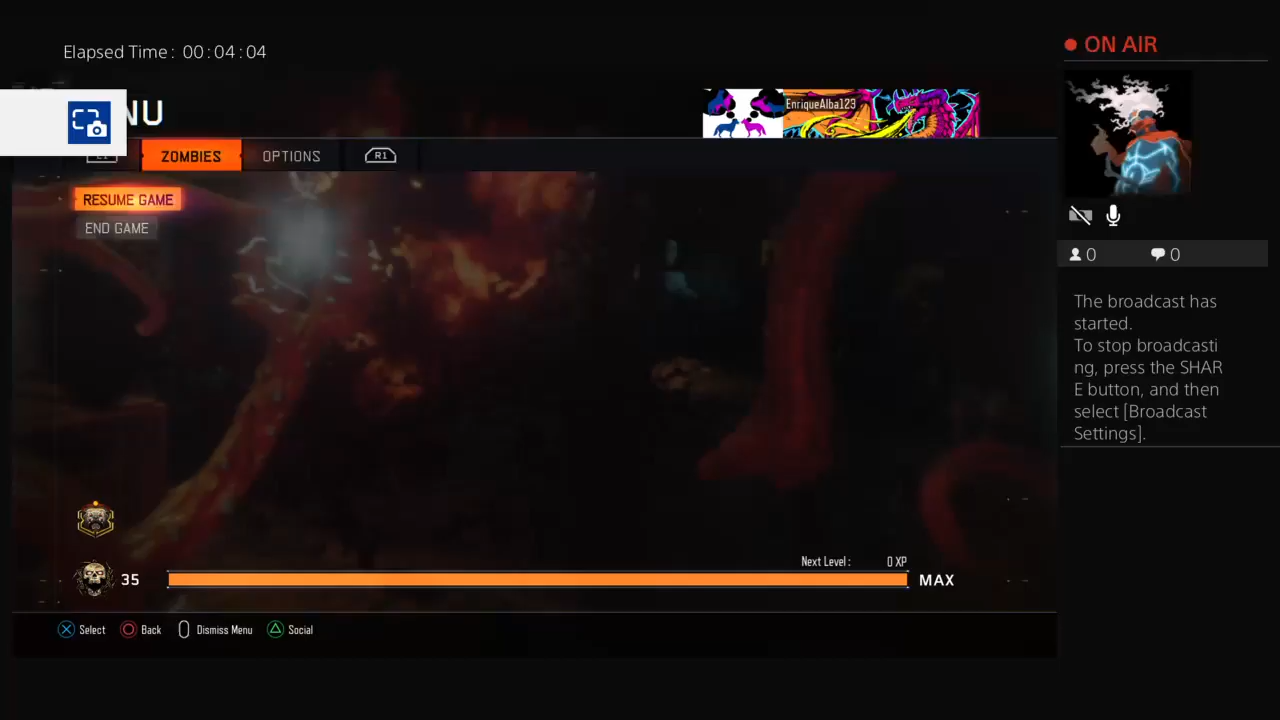 Elapsed Time: 00:04:04
ON AIR
NU
EnriqueAlba123
ZOMBIES
OPTIONS
R1
RESUME GAME
END GAME
0
0
The broadcast has
started.
To stop broadcasti
ng, press the SHAR
E button, and then
select [Broadcast
Settings].
Next Level: 0 XP
35
MAX
Select
Back
Dismiss Menu
Social